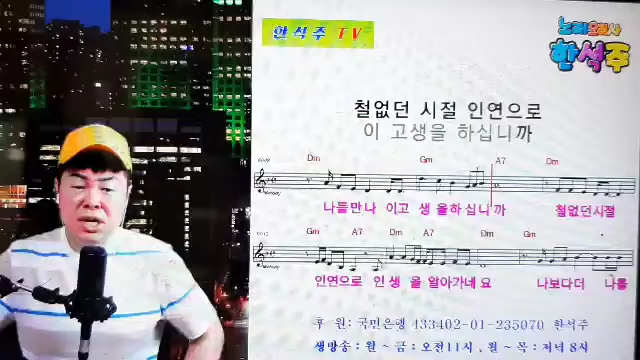 한석주 TV
노래요리사
한석주
철없던 시절 인연으로
이 고생을 하십니까
Dm Gm A7 Dm
나를만나 이고 생 을하십니까 철없던시절
Gm A7 Dm A7 Dm Gm
인연으로 인생 을 알아가네요 나보다더 나를
후 원: 국민은행 433402-01-235070 한석주
생방송: 월 ~ 금: 오전11시, 월 ~ 목: 저녁 8시